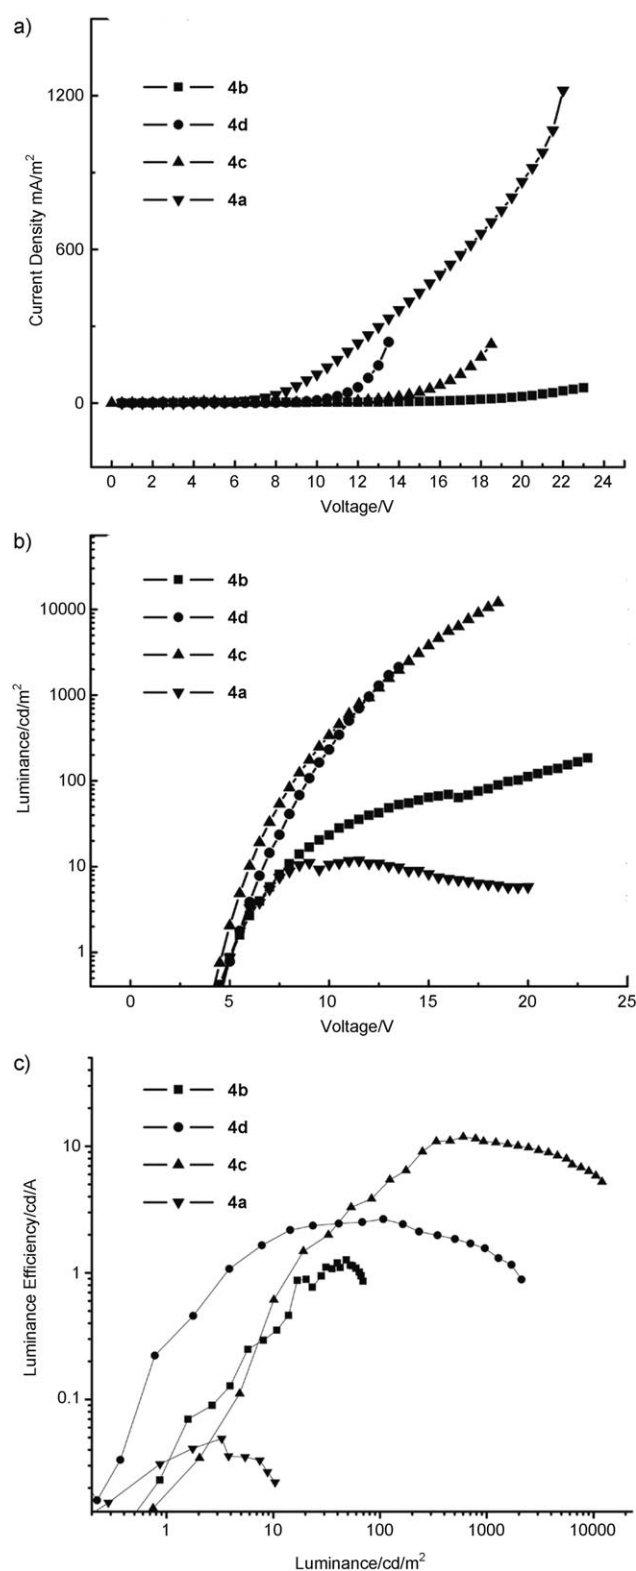 a)
Current Density mA/m²
1200
600
0
4b
4d
4c
4a
0 2 4 6 8 10 12 14 16 18 20 22 24
Voltage/V
b)
Luminance/cd/m²
10000
1000
100
10
1
4b
4d
4c
4a
0 5 10 15 20 25
Voltage/V
c)
Luminance Efficiency/cd/A
10
1
0.1
4b
4d
4c
4a
1 10 100 1000 10000
Luminance/cd/m²